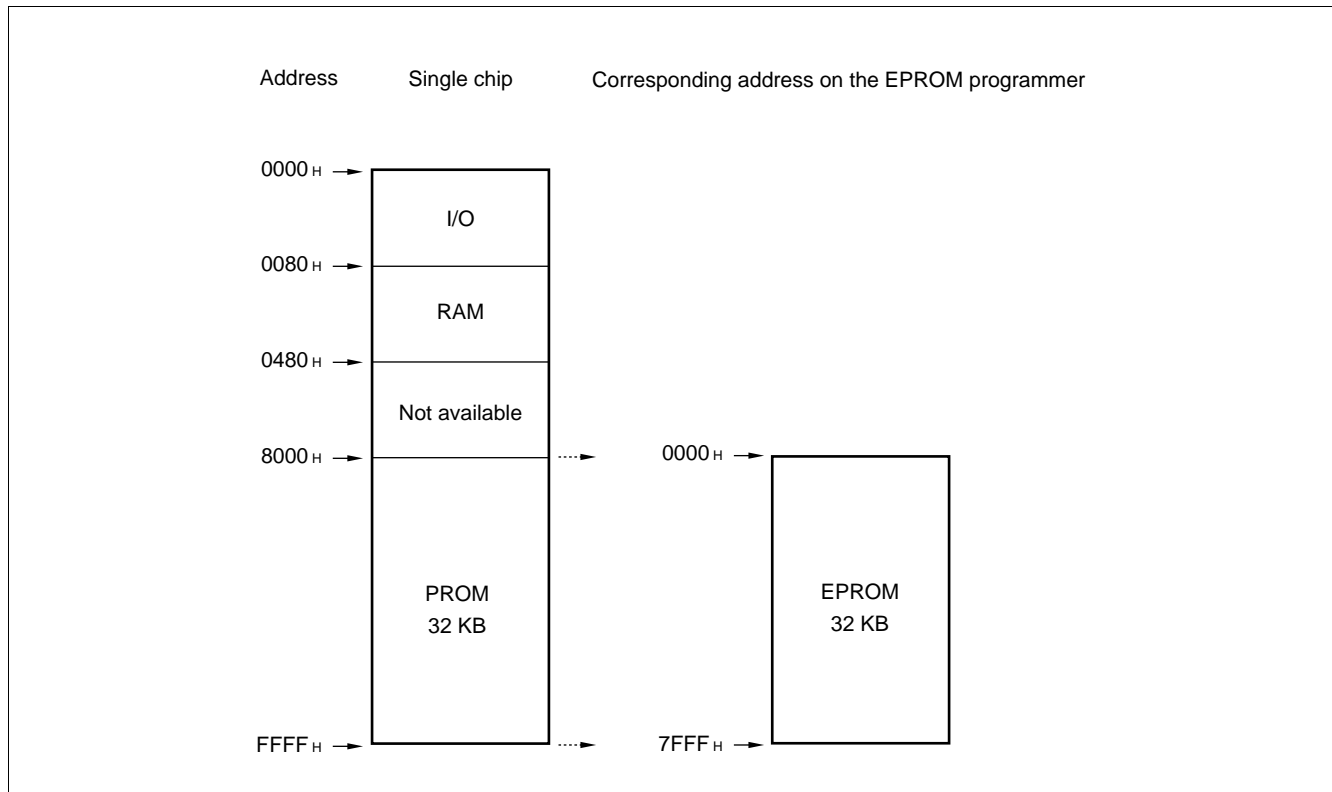 Address Single chip Corresponding address on the EPROM programmer
0000 H
I/O
0080 H
RAM
0480 H
Not available
8000 H 0000 H
PROM EPROM
32 KB 32 KB
FFFF H 7FFF H